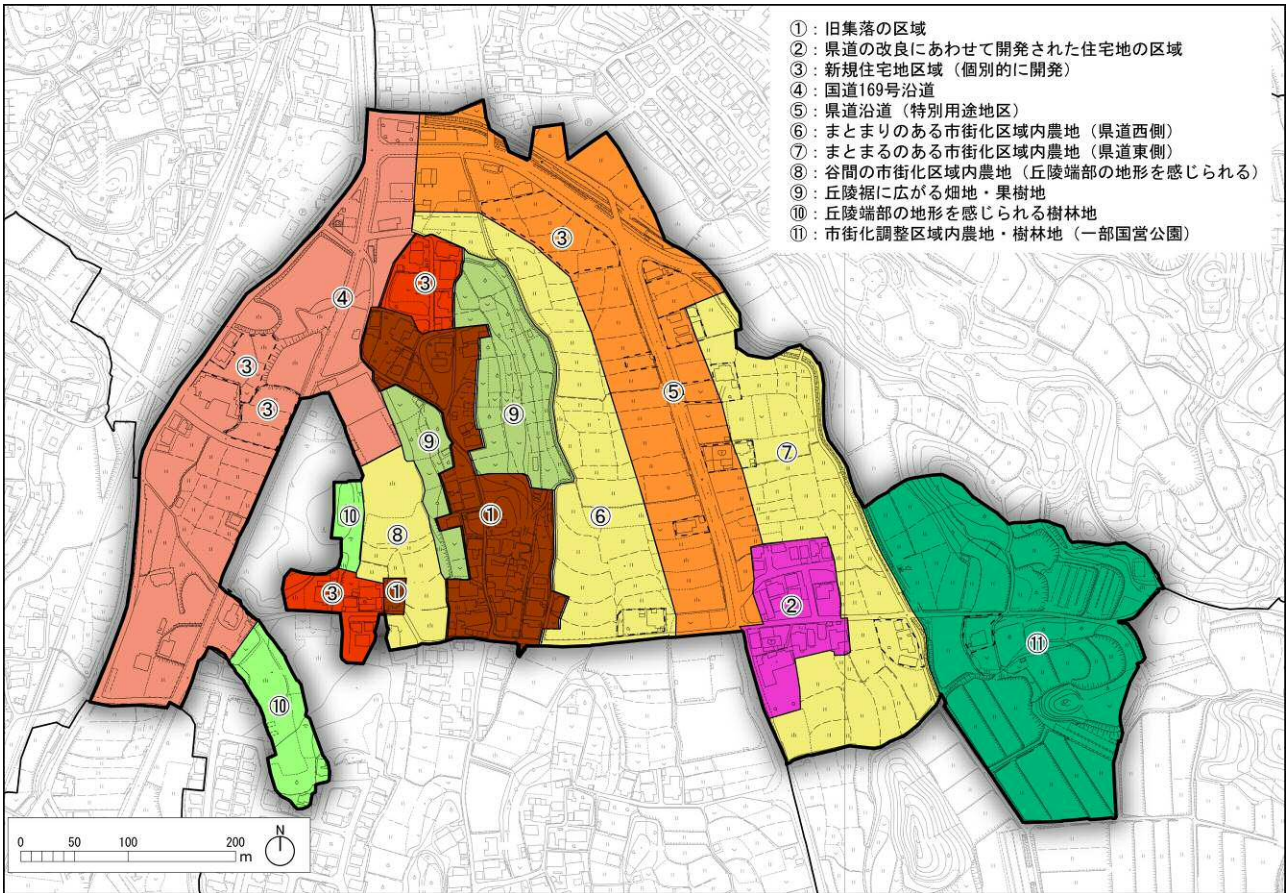 ①：旧集落の区域
②：県道の改良にあわせて開発された住宅地の区域
③：新規住宅地区域（個別的に開発）
④：国道169号沿道
⑤：県道沿道（特別用途地区）
⑥：まとまりのある市街化区域内農地（県道西側）
⑦：まとまるのある市街化区域内農地（県道東側）
⑧：谷間の市街化区域内農地（丘陵端部の地形を感じられる）
⑨：丘陵裾に広がる畑地・果樹地
⑩：丘陵端部の地形を感じられる樹林地
⑪：市街化調整区域内農地・樹林地（一部国営公園）
③
③
④
③
⑤
③
⑨
⑨
⑦
①
⑥
⑩
⑧
③
①
②
⑪
⑩
0 50 100 200
m
N